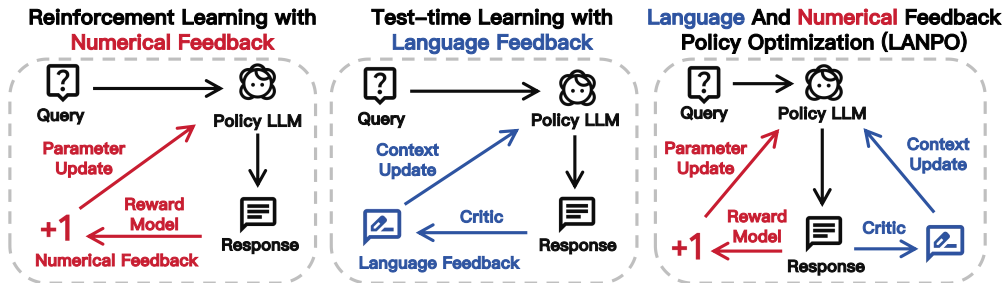 Reinforcement Learning with
Numerical Feedback
?
Query
Policy LLM
Parameter
Update
Reward
Model
+1
Response
Numerical Feedback
Test-time Learning with
Language Feedback
?
Query
Policy LLM
Context
Update
Critic
Response
Language Feedback
Language And Numerical Feedback
Policy Optimization (LANPO)
?
Query
Policy LLM
Parameter
Update
Context
Update
Reward
Model
Critic
+1
Response